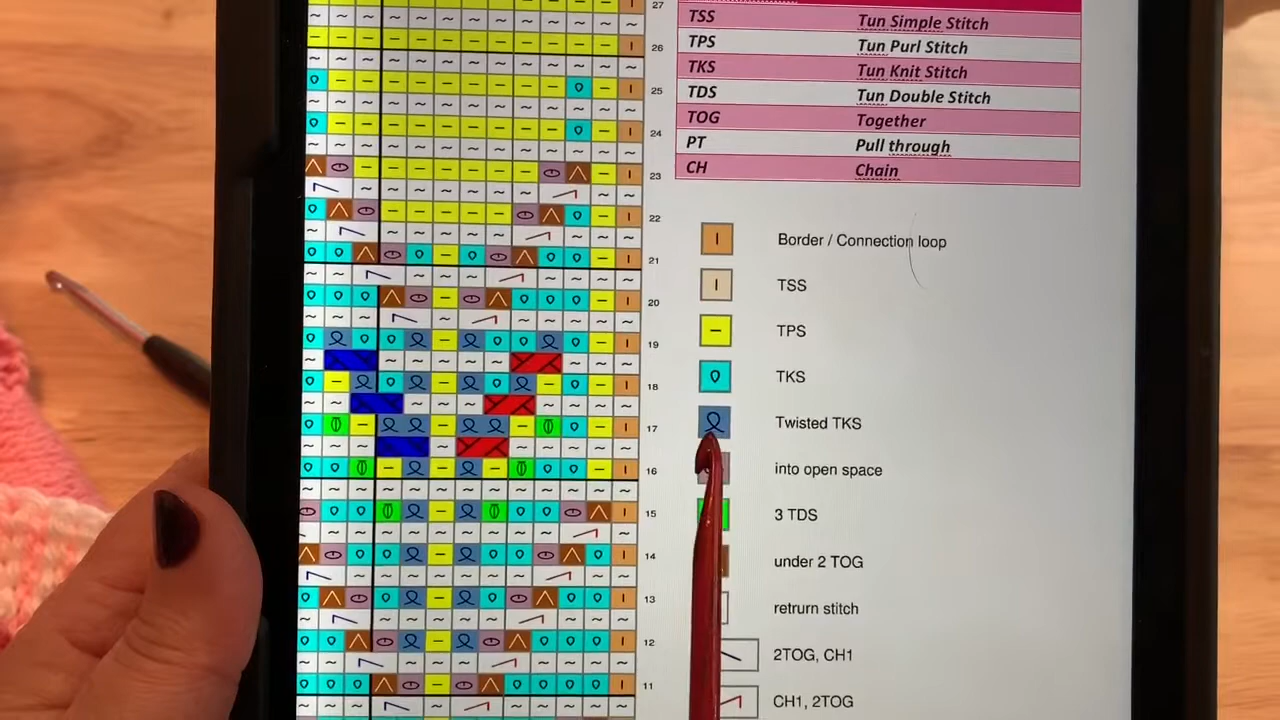 27
TSS Tun Simple Stitch
26
TPS Tun Purl Stitch
TKS Tun Knit Stitch
25
TDS Tun Double Stitch
24
TOG Together
PT Pull through
23
CH Chain
22
Border / Connection loop
21
TSS
20
TPS
19
TKS
18
Twisted TKS
17
into open space
16
3 TDS
15
under 2 TOG
14
retrurn stitch
13
2TOG, CH1
12
CH1, 2TOG
11